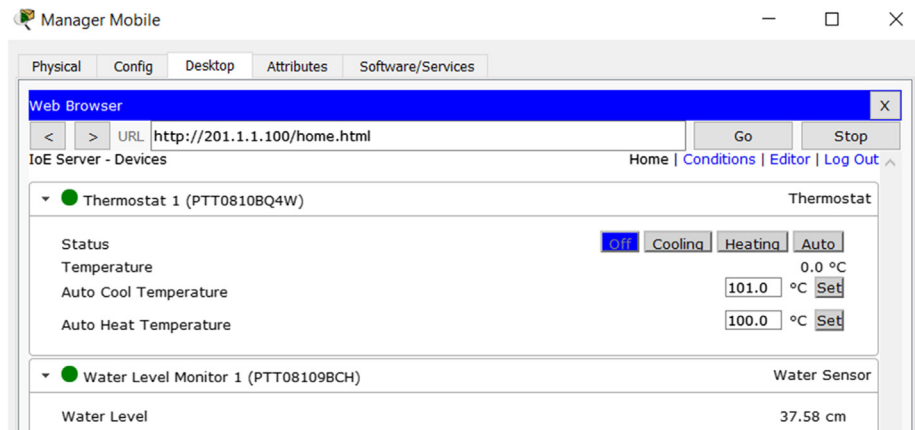 Manager Mobile
Physical Config Desktop Attributes Software/Services
Web Browser X
< > URL http://201.1.1.100/home.html Go Stop
IoE Server - Devices Home | Conditions | Editor | Log Out
Thermostat 1 (PTT0810BQ4W) Thermostat
Status Off Cooling Heating Auto
Temperature 0.0 °C
Auto Cool Temperature 101.0 °C Set
Auto Heat Temperature 100.0 °C Set
Water Level Monitor 1 (PTT08109BCH) Water Sensor
Water Level 37.58 cm